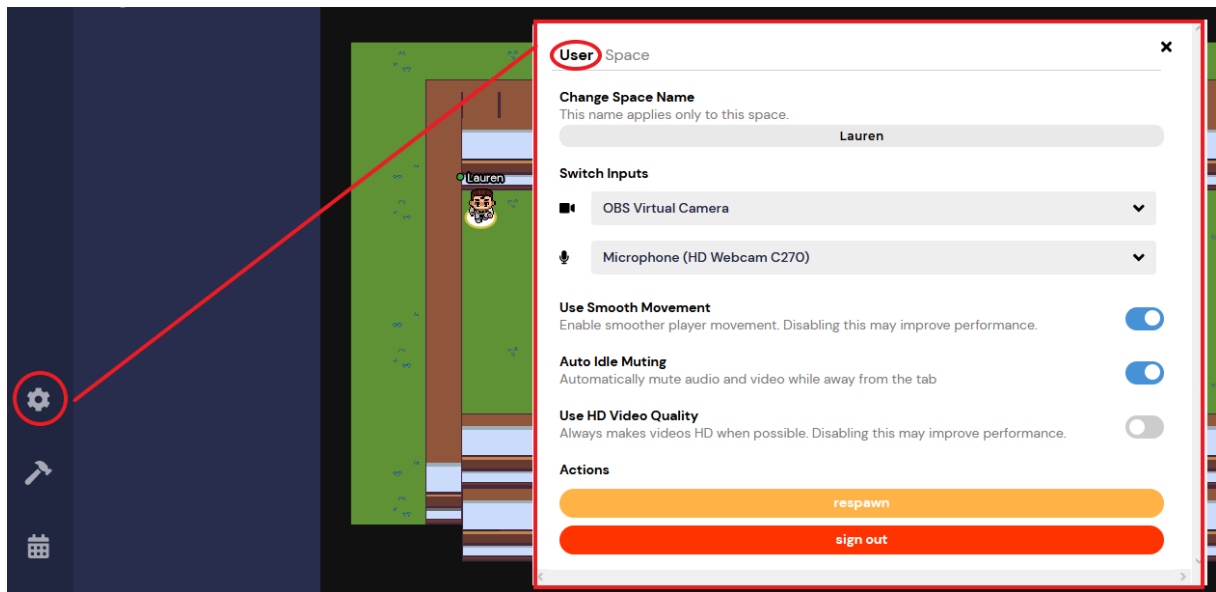 User Space
Change Space Name
This name applies only to this space.
Lauren
Switch Inputs
Lauren
OBS Virtual Camera
Microphone (HD Webcam C270)
Use Smooth Movement
Enable smoother player movement. Disabling this may improve performance.
Auto Idle Muting
Automatically mute audio and video while away from the tab
Use HD Video Quality
Always makes videos HD when possible. Disabling this may improve performance.
Actions
respawn
sign out